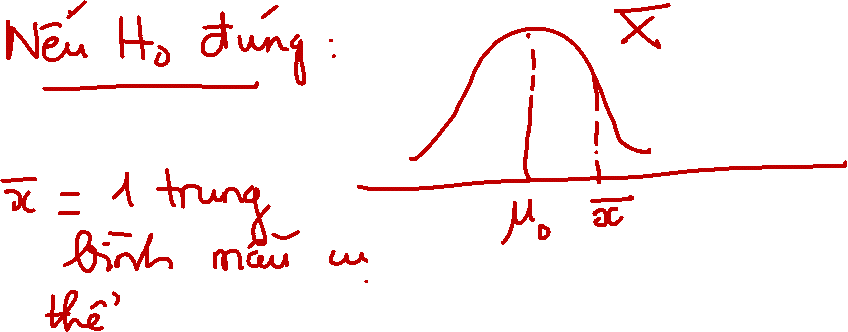 Nếu H₀ đúng:
X̄
x̄ = 1 trung
bình mẫu cụ
thể
μ₀ x̄